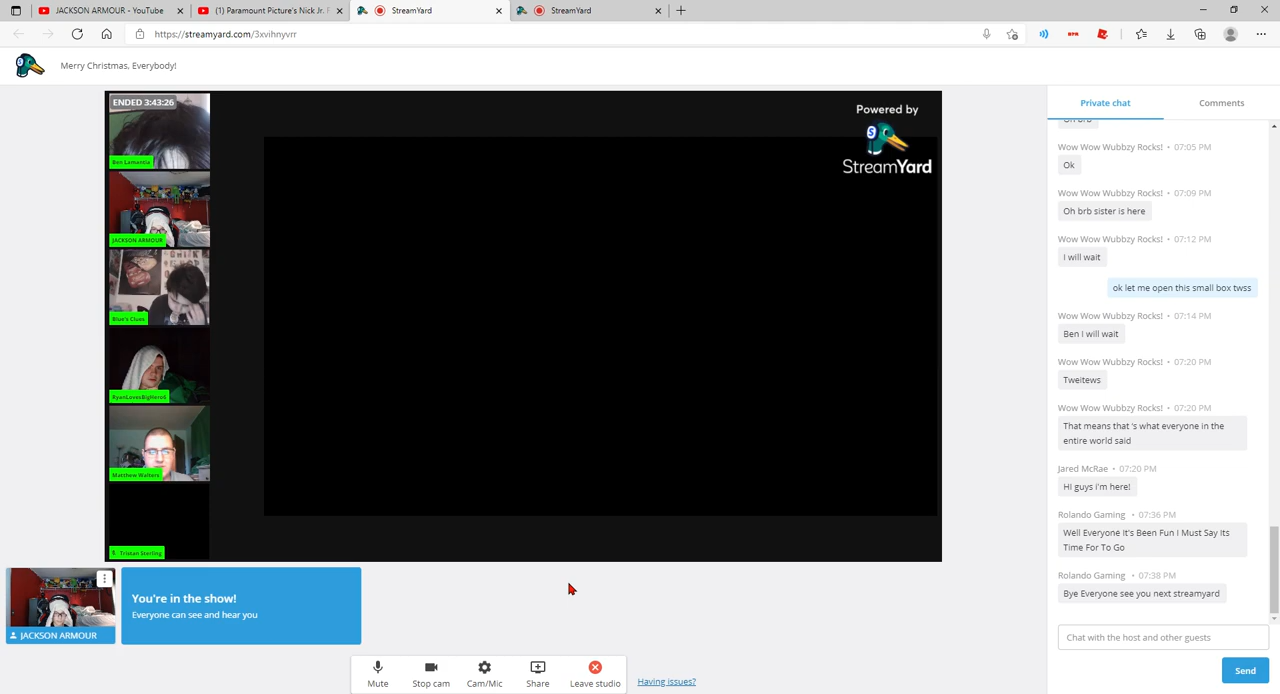 JACKSON ARMOUR - YouTube
(1) Paramount Picture's Nick Jr. F
StreamYard
StreamYard
https://streamyard.com/3xvihnyvrr
Merry Christmas, Everybody!
ENDED 3:43:26
Ben Lamantia
JACKSON ARMOUR
Blue's Clues
RyanLovesBigHero6
Matthew Walters
Tristan Sterling
Powered by
StreamYard
JACKSON ARMOUR
You're in the show!
Everyone can see and hear you
Mute
Stop cam
Cam/Mic
Share
Leave studio
Having issues?
Private chat
Comments
Wow Wow Wubbzy Rocks! • 07:05 PM
Ok
Wow Wow Wubbzy Rocks! • 07:09 PM
Oh brb sister is here
Wow Wow Wubbzy Rocks! • 07:12 PM
I will wait
ok let me open this small box twss
Wow Wow Wubbzy Rocks! • 07:14 PM
Ben I will wait
Wow Wow Wubbzy Rocks! • 07:20 PM
Tweitews
Wow Wow Wubbzy Rocks! • 07:20 PM
That means that 's what everyone in the
entire world said
Jared McRae • 07:20 PM
HI guys i'm here!
Rolando Gaming • 07:36 PM
Well Everyone It's Been Fun I Must Say Its
Time For To Go
Rolando Gaming • 07:38 PM
Bye Everyone see you next streamyard
Chat with the host and other guests
Send